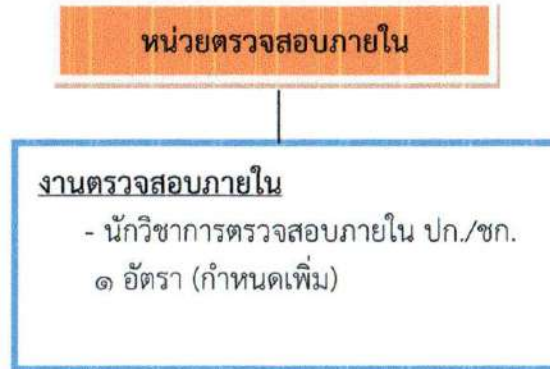 หน่วยตรวจสอบภายใน
งานตรวจสอบภายใน
- นักวิชาการตรวจสอบภายใน ปก./ชก.
๑ อัตรา (กำหนดเพิ่ม)